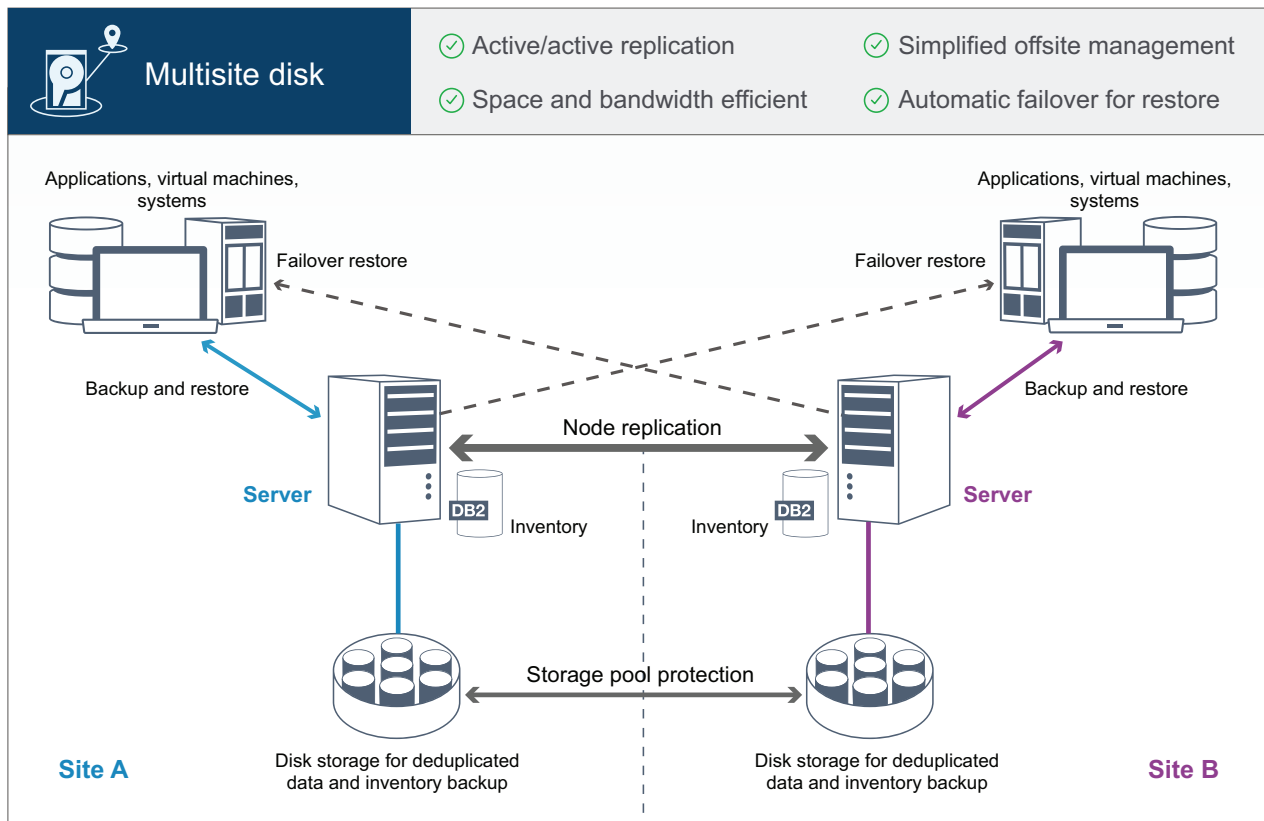 Multisite disk
Active/active replication
Simplified offsite management
Space and bandwidth efficient
Automatic failover for restore
Applications, virtual machines,
systems
Applications, virtual machines,
systems
Failover restore
Failover restore
Backup and restore
Backup and restore
Node replication
Server
Server
DB2
Inventory
DB2
Inventory
Storage pool protection
Site A
Disk storage for deduplicated
data and inventory backup
Disk storage for deduplicated
data and inventory backup
Site B